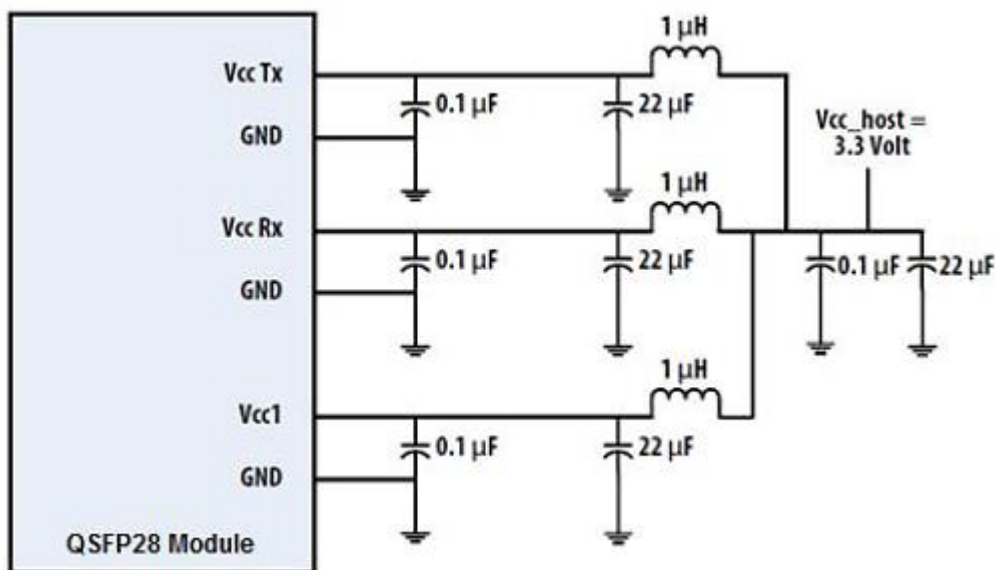 1 µH
Vcc Tx
0.1 µF
22 µF
GND
Vcc_host =
3.3 Volt
1 µH
Vcc Rx
0.1 µF
22 µF
0.1 µF
22 µF
GND
1 µH
Vcc1
0.1 µF
22 µF
GND
QSFP28 Module